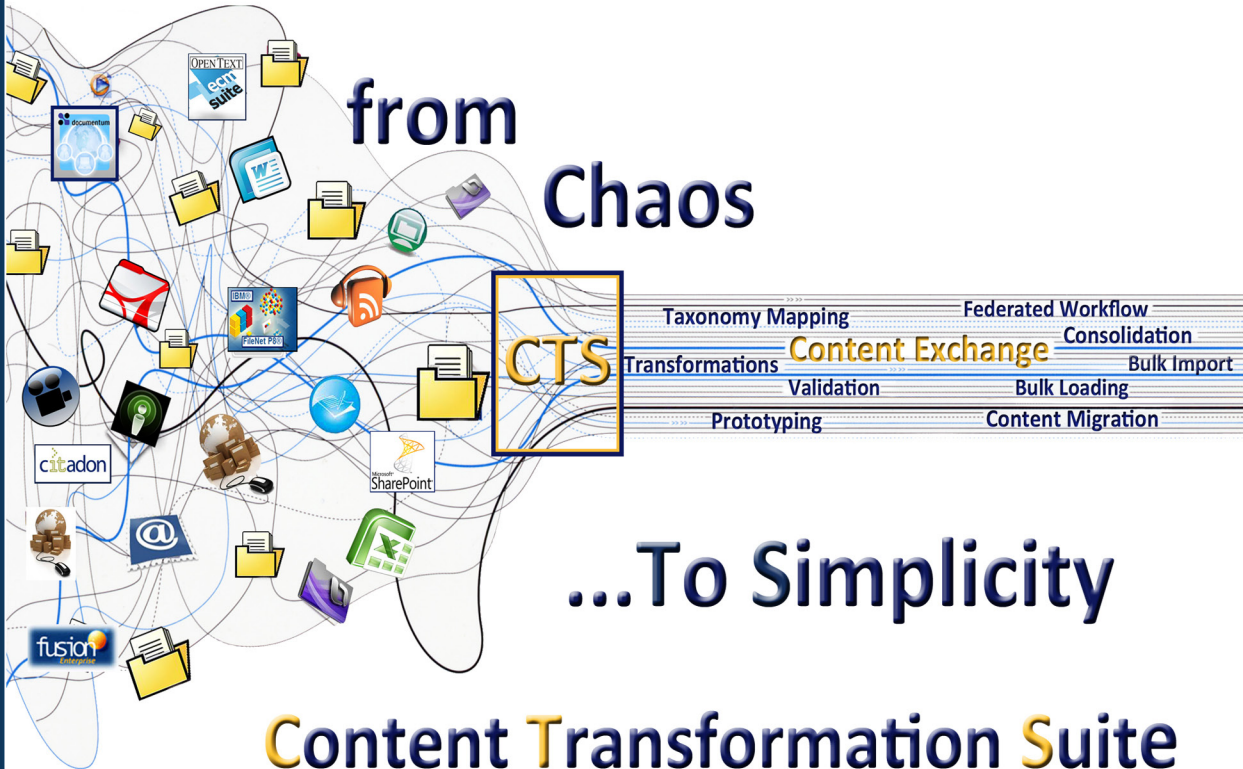 OPEN TEXT
ecm
suite
from
documentum
W
Chaos
IBM®
FileNet P8®
CTS
>> >>
Taxonomy Mapping
Federated Workflow
Consolidation
Content Exchange
Transformations
Bulk Import
>> >>
Validation
Bulk Loading
>> >>
Prototyping
Content Migration
citadon
Microsoft®
SharePoint
@
X
...To Simplicity
fusion
Enterprise
Content Transformation Suite